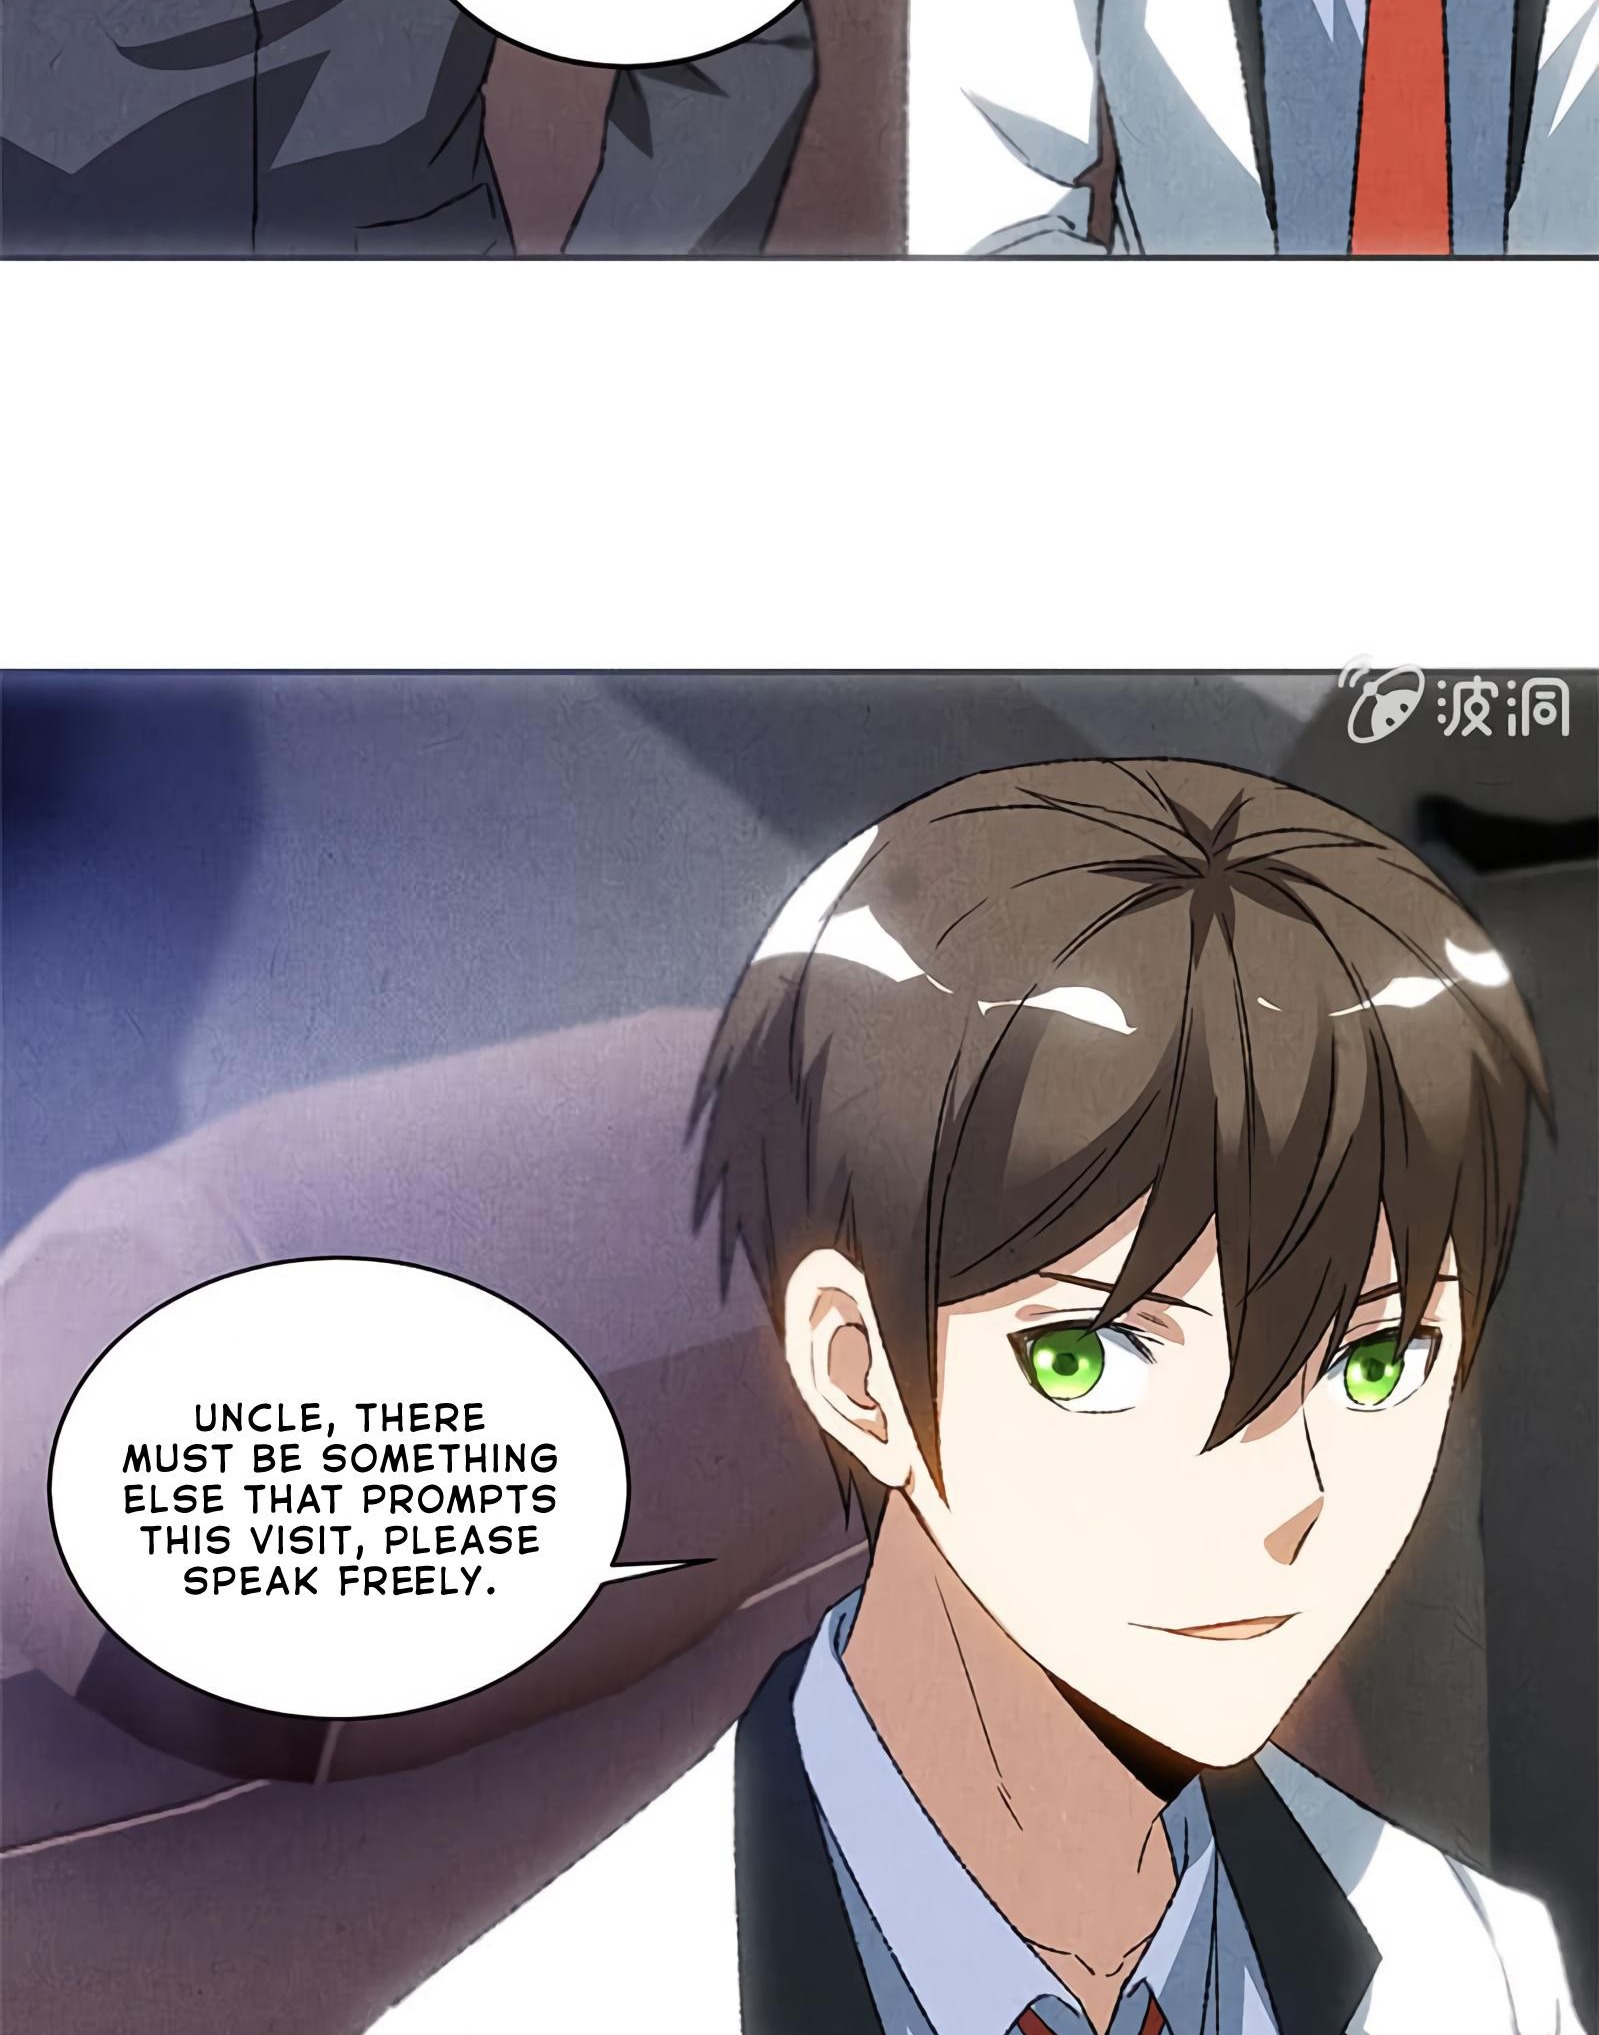 波洞
UNCLE, THERE
MUST BE SOMETHING
ELSE THAT PROMPTS
THIS VISIT, PLEASE
SPEAK FREELY.